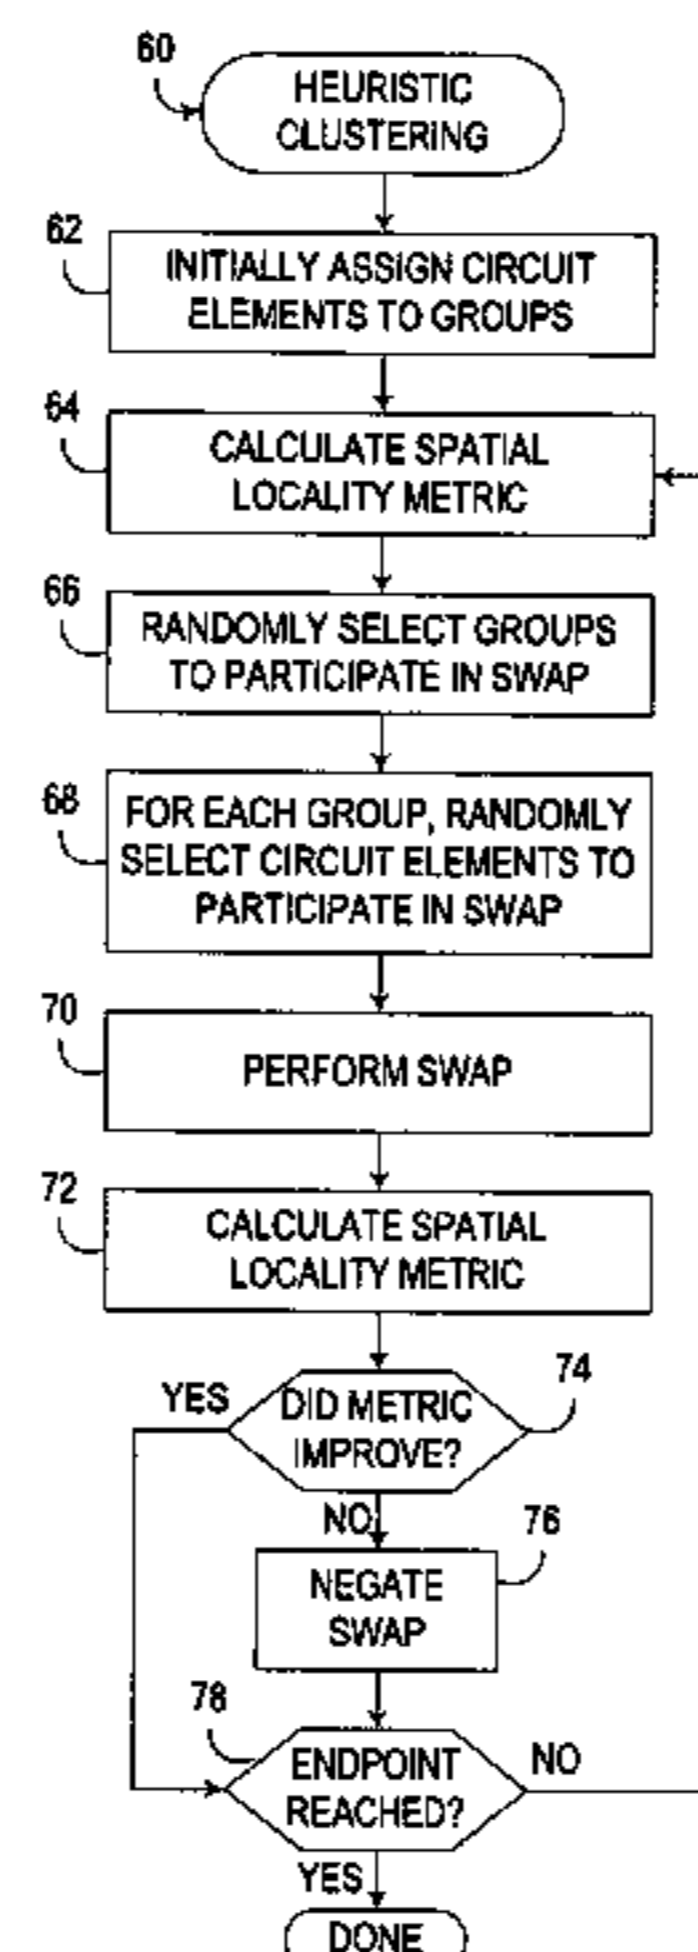 60
HEURISTIC
CLUSTERING
62
INITIALLY ASSIGN CIRCUIT
ELEMENTS TO GROUPS
64
CALCULATE SPATIAL
LOCALITY METRIC
66
RANDOMLY SELECT GROUPS
TO PARTICIPATE IN SWAP
68
FOR EACH GROUP, RANDOMLY
SELECT CIRCUIT ELEMENTS TO
PARTICIPATE IN SWAP
70
PERFORM SWAP
72
CALCULATE SPATIAL
LOCALITY METRIC
74
YES
DID METRIC
IMPROVE?
NO
76
NEGATE
SWAP
78
ENDPOINT
REACHED?
NO
YES
DONE